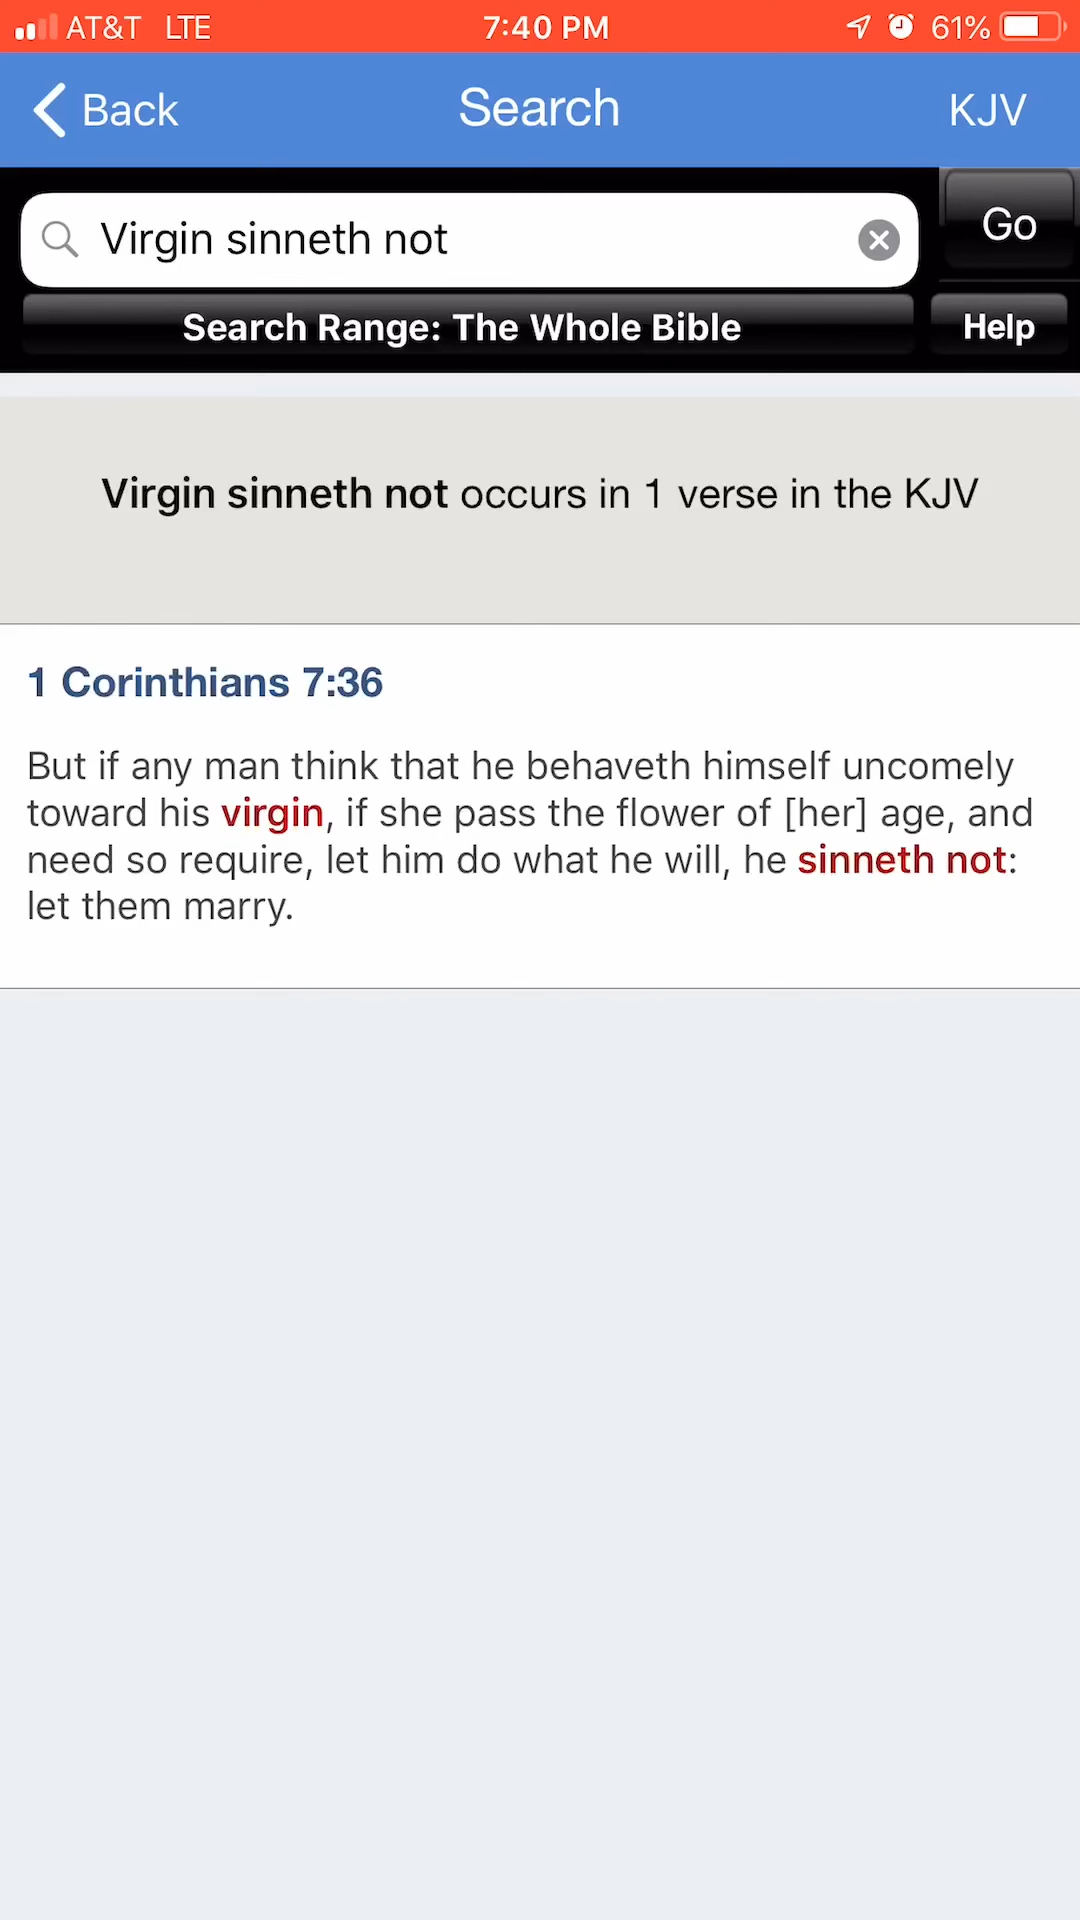 AT&T LTE 7:40 PM 61%
Back Search KJV
Virgin sinneth not Go
Search Range: The Whole Bible Help
Virgin sinneth not occurs in 1 verse in the KJV
1 Corinthians 7:36
But if any man think that he behaveth himself uncomely
toward his virgin, if she pass the flower of [her] age, and
need so require, let him do what he will, he sinneth not:
let them marry.